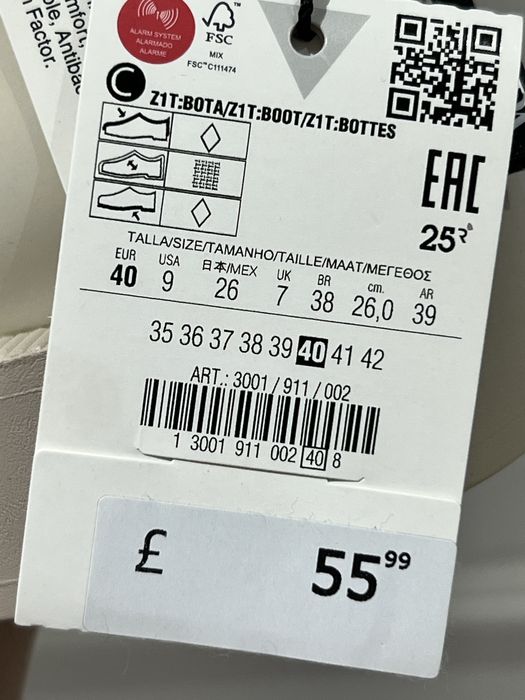 ALARM SYSTEM
ALARMADO
ALARME
FSC
MIX
FSC™ C111474
Antibac
Factor.
C
Z1T:BOTA/Z1T:BOOT/Z1T:BOTTES
EAC
25
TALLA/SIZE/TAMANHO/TAILLE/MAAT/ΜΕΓΕΘΟΣ
EUR USA 日本/MEX UK BR cm. AR
40 9 26 7 38 26,0 39
35 36 37 38 39 40 41 42
ART.: 3001 / 911 / 002
1 3001 911 002 40 8
£ 55 99